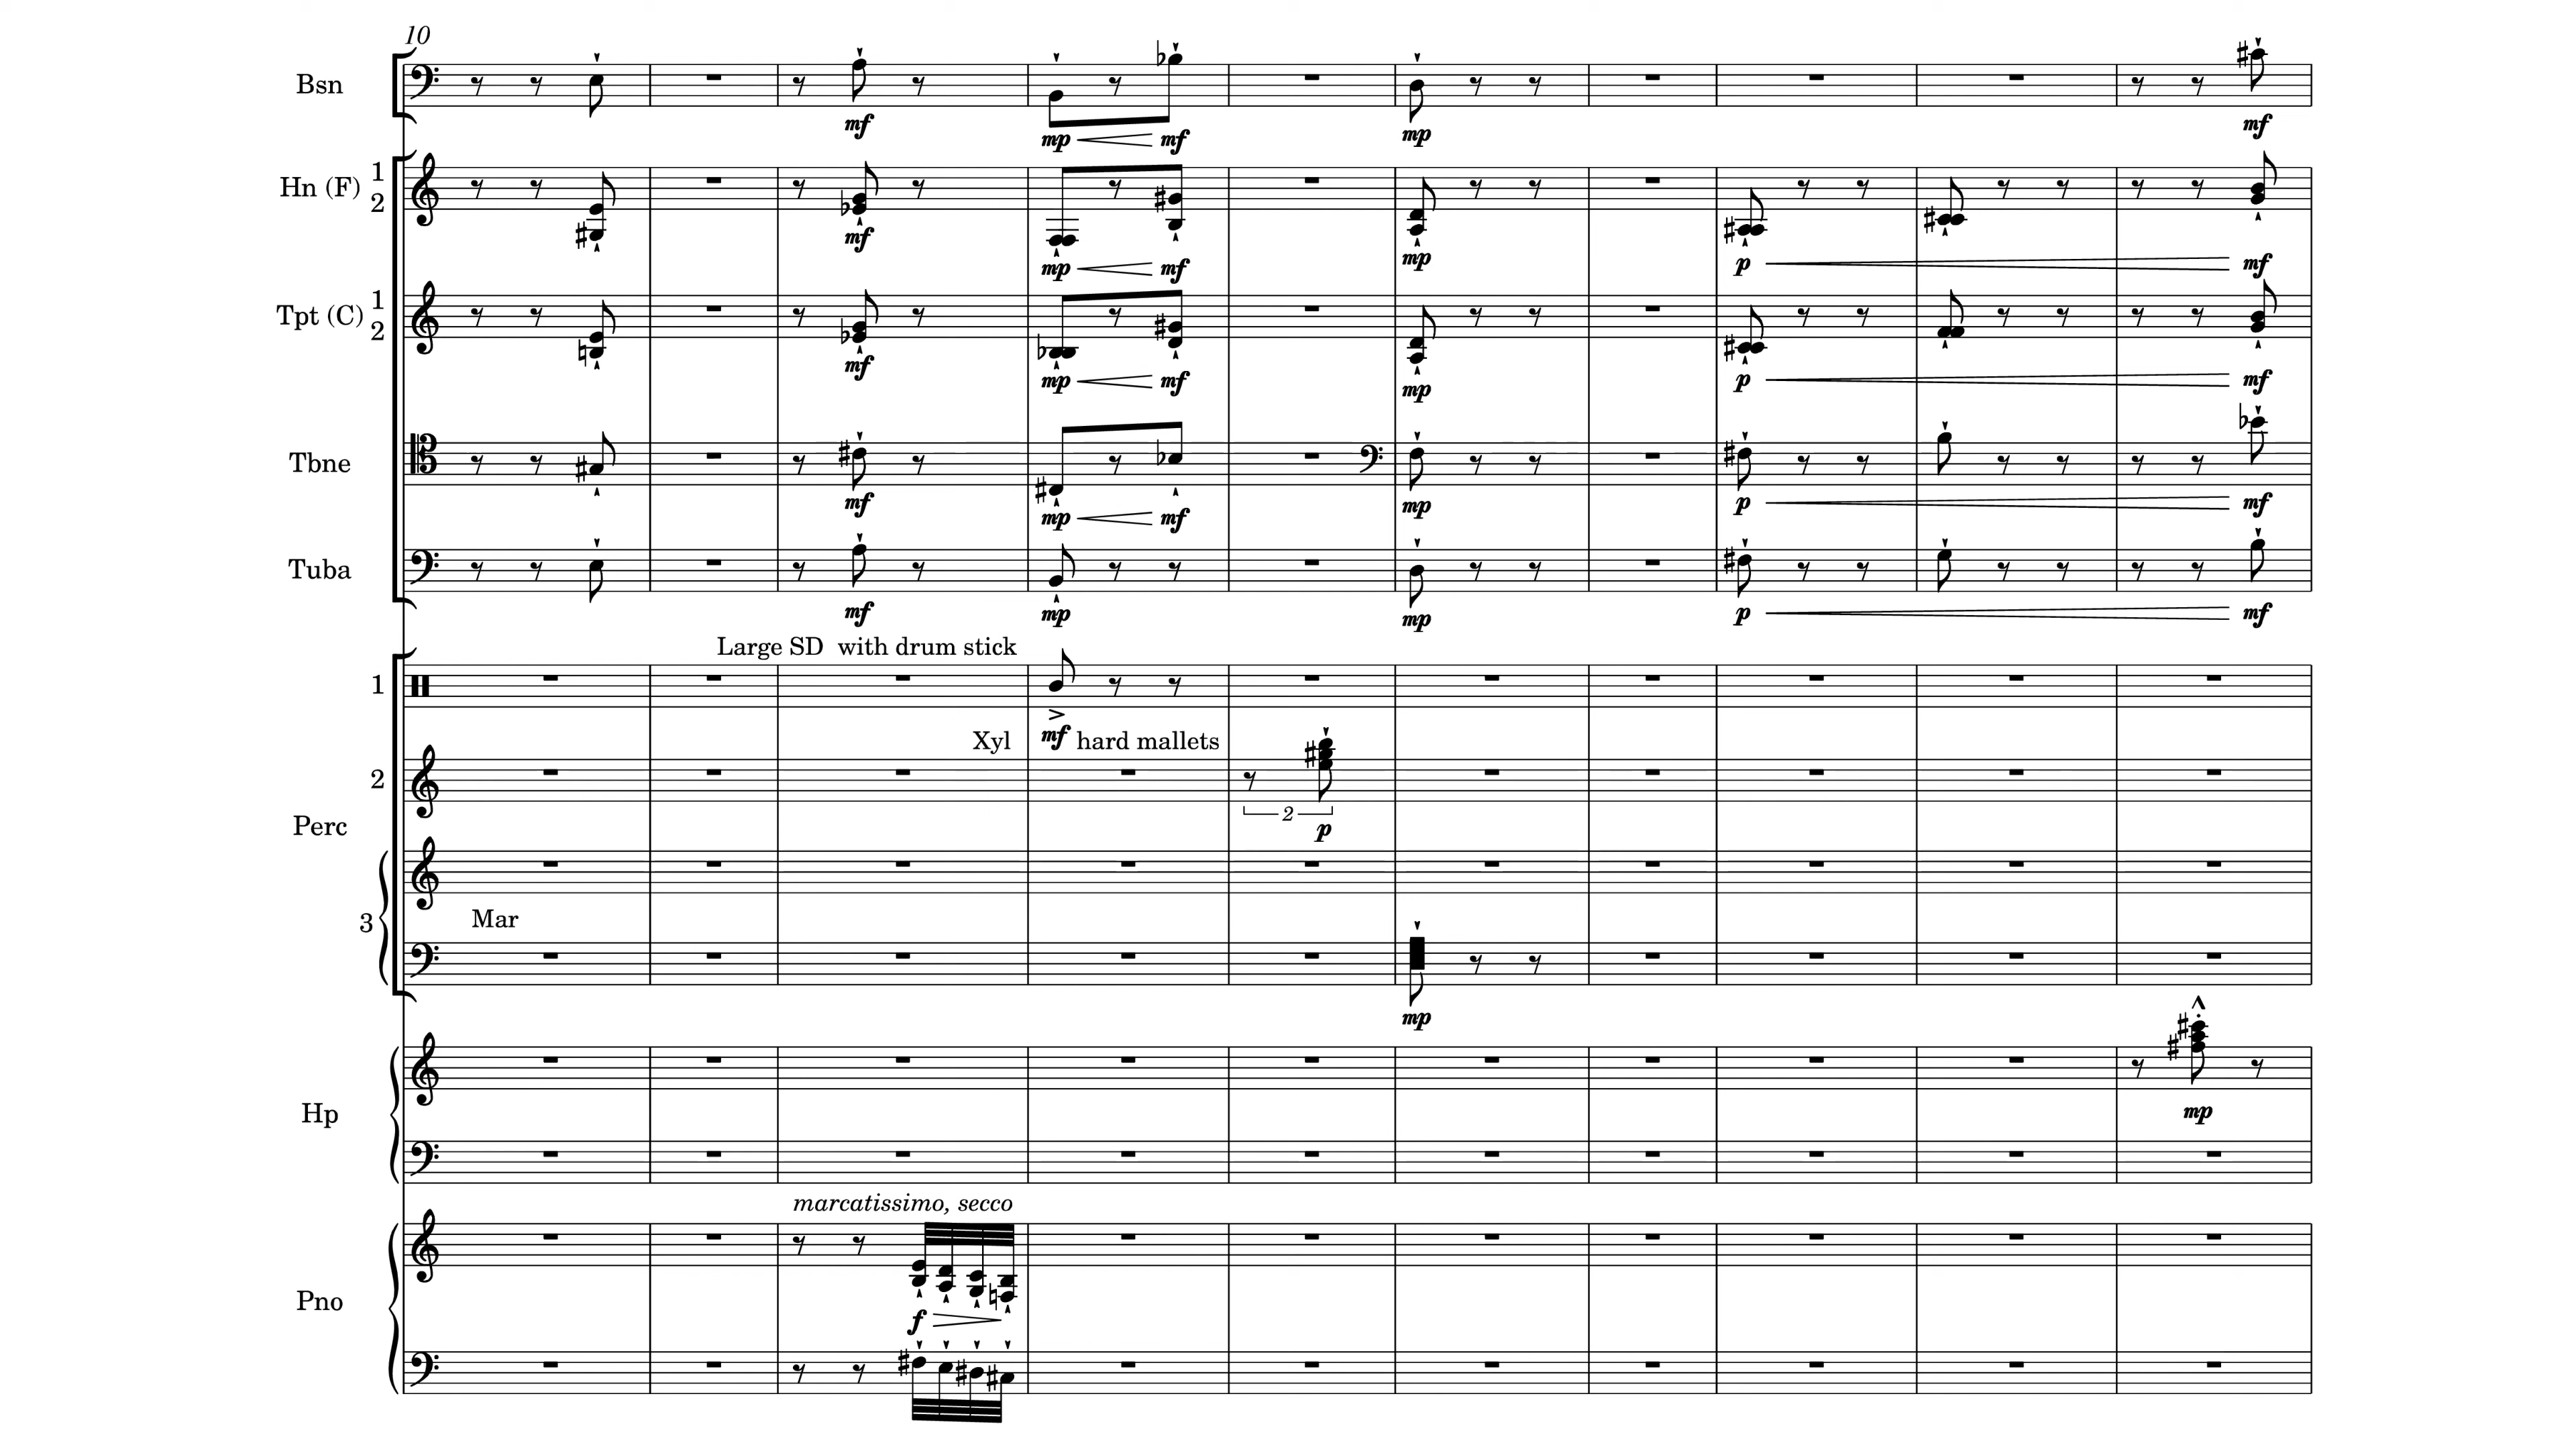 10
Bsn
mf
mp mf
mp
mf
Hn (F) 1
2
mf
mp mf
mp
p mf
Tpt (C) 1
2
mf
mp mf
mp
p mf
Tbne
mf
mp mf
mp
p mf
Tuba
mf
mp
mp
p mf
Large SD with drum stick
1
mf
Xyl hard mallets
2
2
p
Perc
3
Mar
mp
Hp
mp
marcatissimo, secco
Pno
f